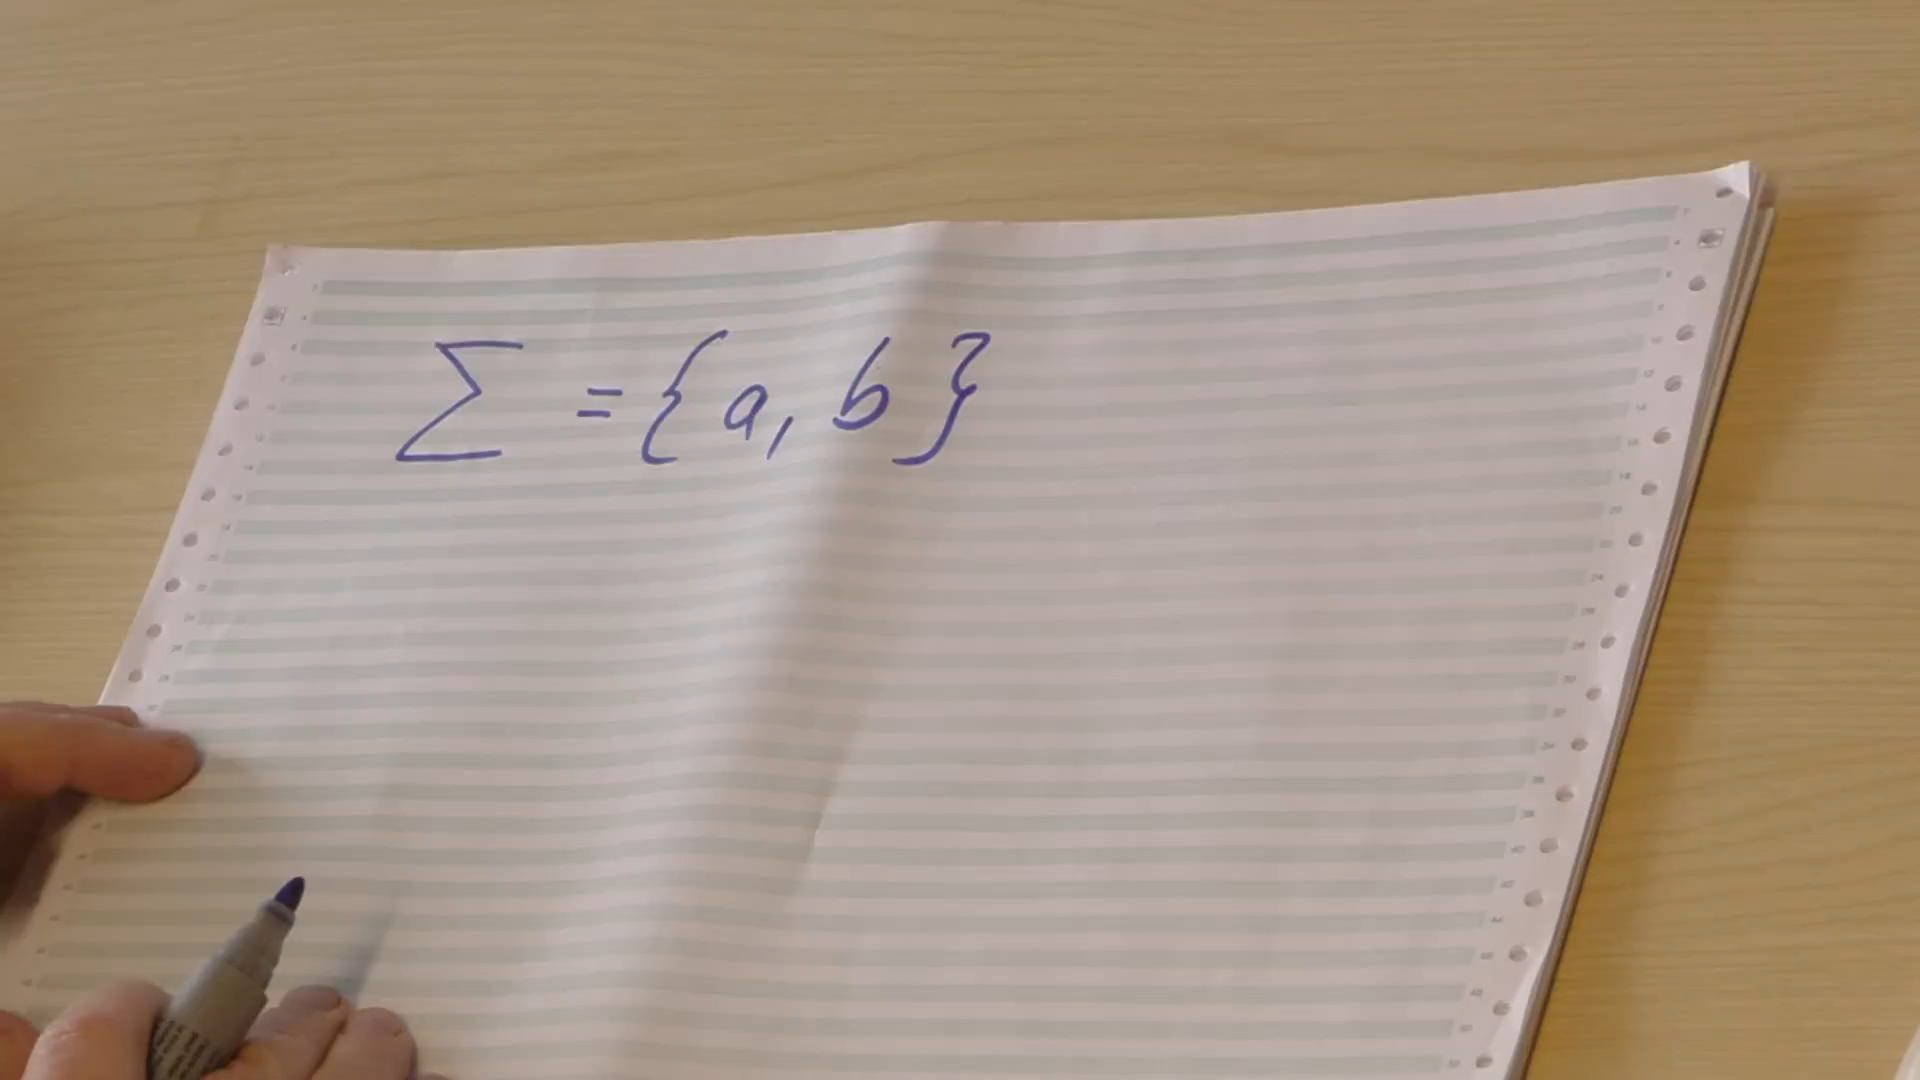 Σ = { a, b }